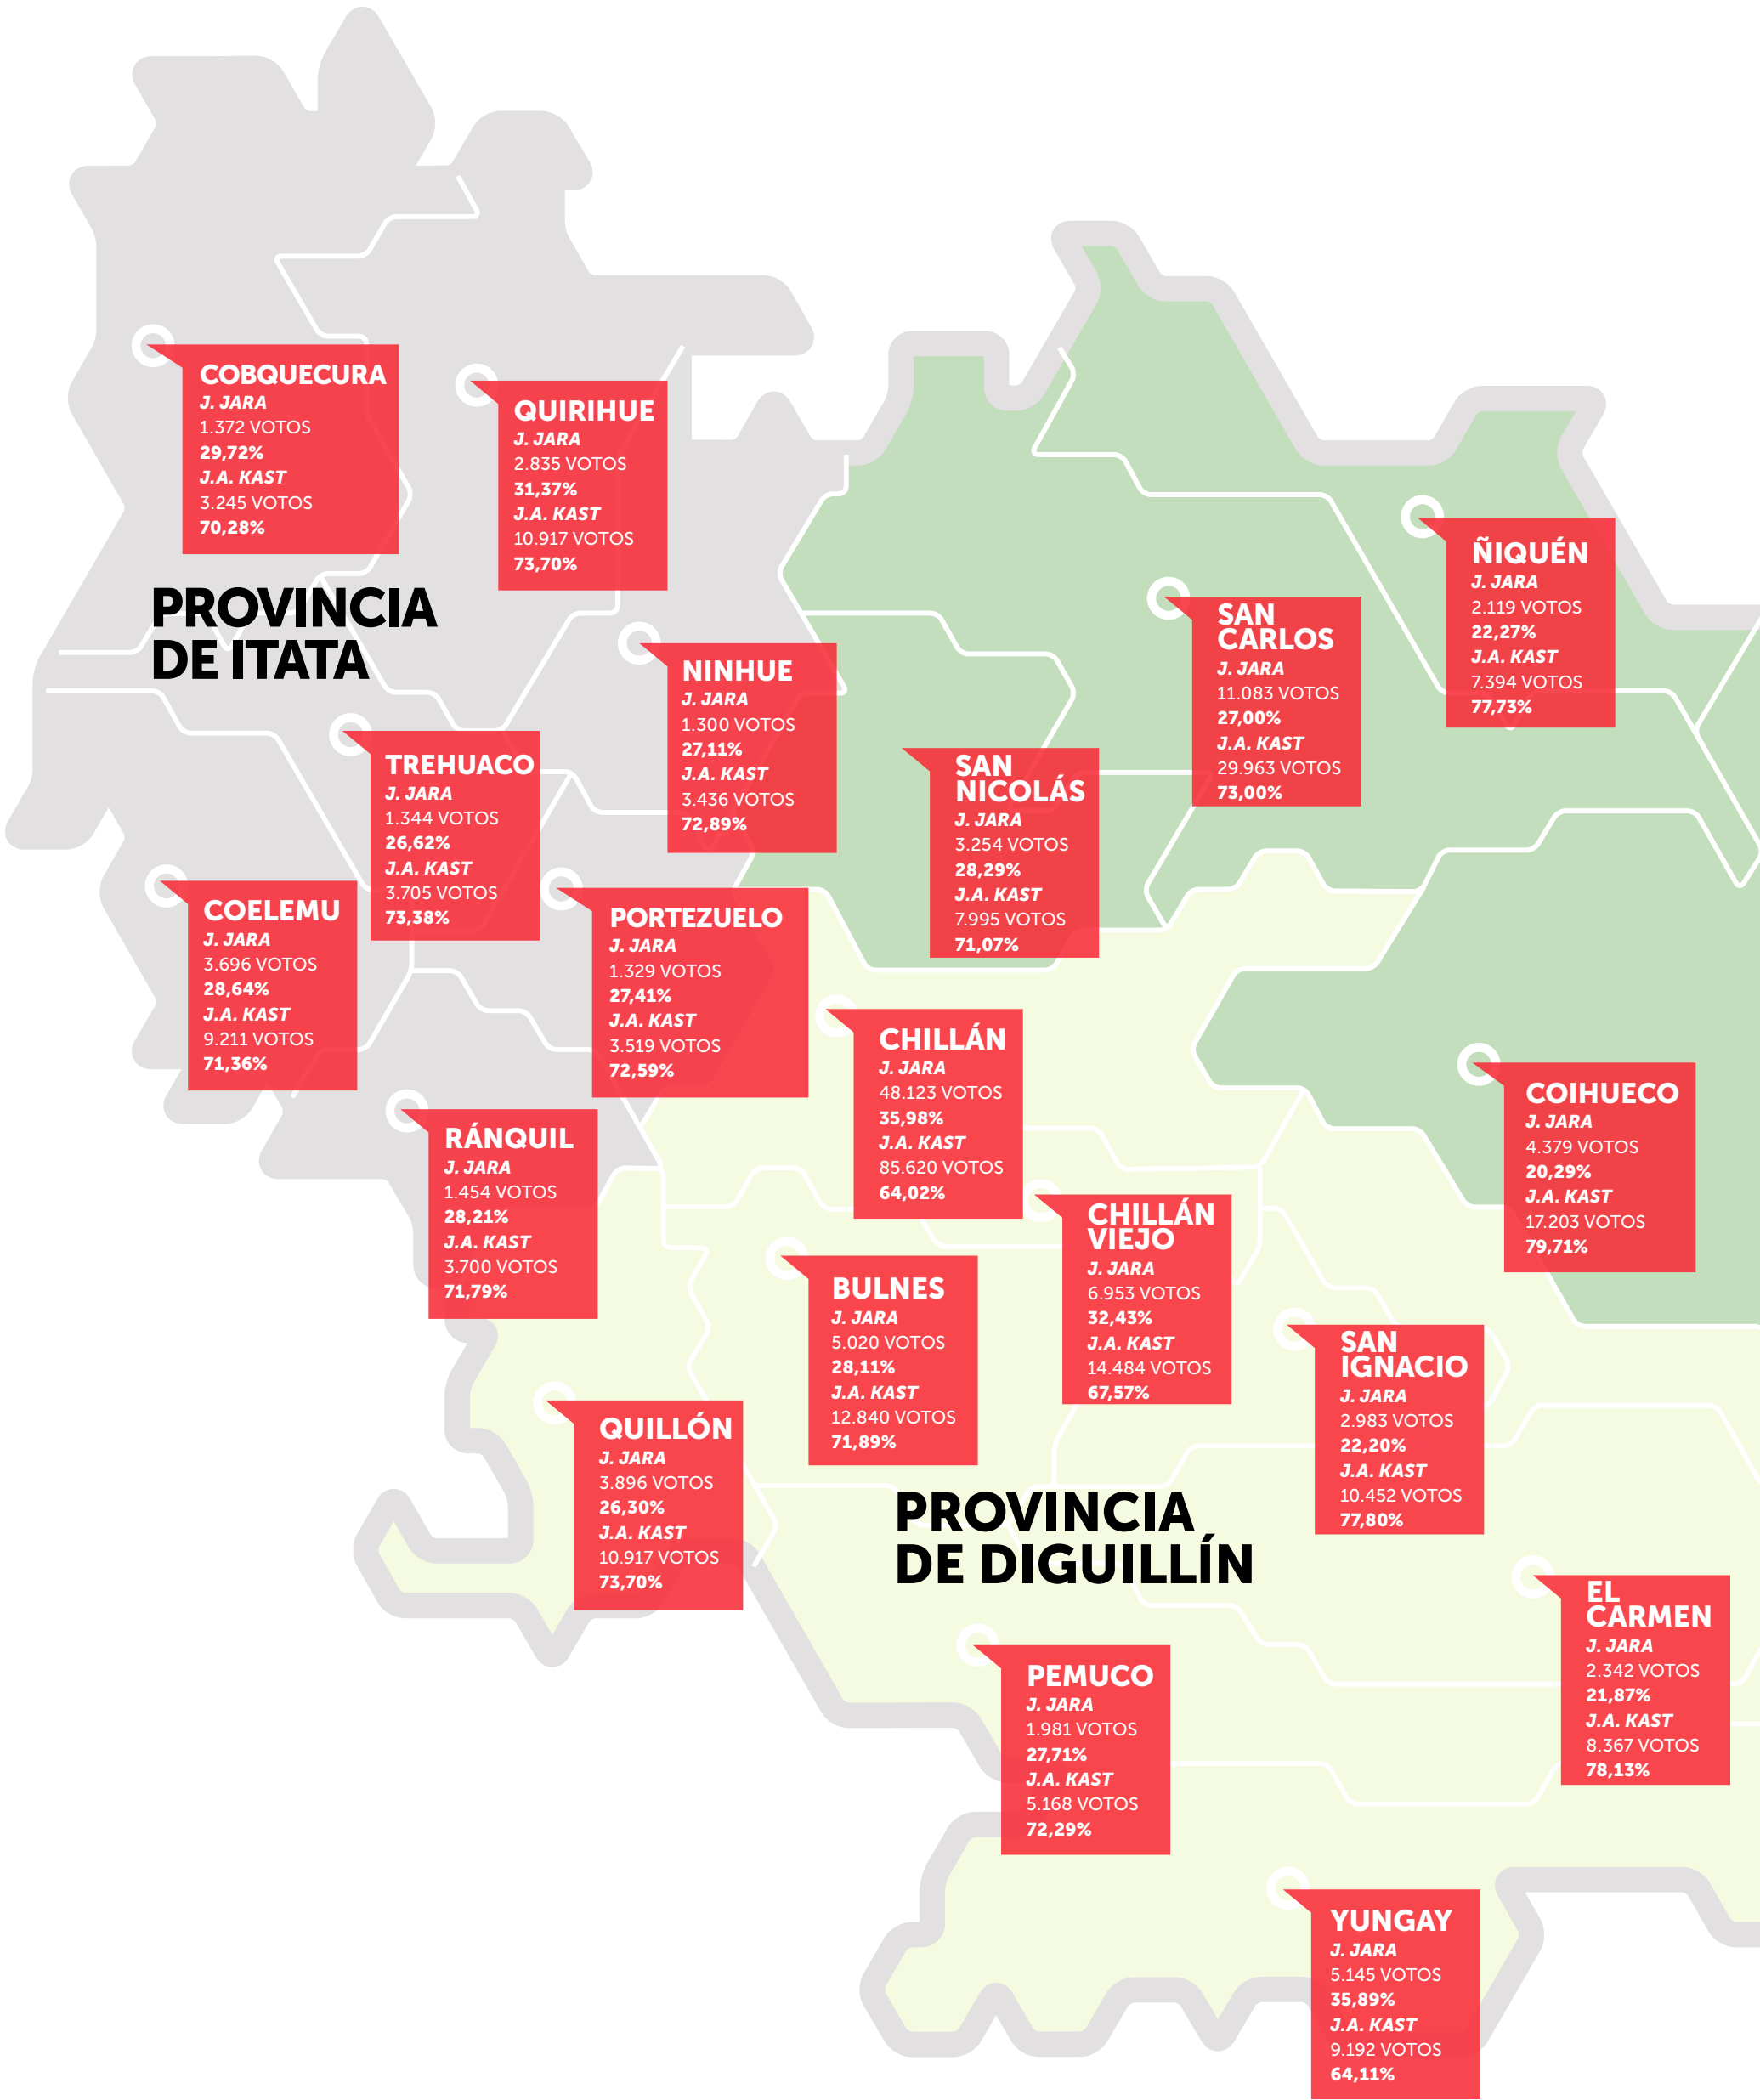 COBQUECURA
J. JARA
1.372 VOTOS
29,72%
J.A. KAST
3.245 VOTOS
70,28%
QUIRIHUE
J. JARA
2.835 VOTOS
31,37%
J.A. KAST
10.917 VOTOS
73,70%
PROVINCIA
DE ITATA
NINHUE
J. JARA
1.300 VOTOS
27,11%
J.A. KAST
3.436 VOTOS
72,89%
TREHUACO
J. JARA
1.344 VOTOS
26,62%
J.A. KAST
3.705 VOTOS
73,38%
COELEMU
J. JARA
3.696 VOTOS
28,64%
J.A. KAST
9.211 VOTOS
71,36%
PORTEZUELO
J. JARA
1.329 VOTOS
27,41%
J.A. KAST
3.519 VOTOS
72,59%
RÁNQUIL
J. JARA
1.454 VOTOS
28,21%
J.A. KAST
3.700 VOTOS
71,79%
ÑIQUÉN
J. JARA
2.119 VOTOS
22,27%
J.A. KAST
7.394 VOTOS
77,73%
SAN
CARLOS
J. JARA
11.083 VOTOS
27,00%
J.A. KAST
29.963 VOTOS
73,00%
SAN
NICOLÁS
J. JARA
3.254 VOTOS
28,29%
J.A. KAST
7.995 VOTOS
71,07%
COIHUECO
J. JARA
4.379 VOTOS
20,29%
J.A. KAST
17.203 VOTOS
79,71%
CHILLÁN
J. JARA
48.123 VOTOS
35,98%
J.A. KAST
85.620 VOTOS
64,02%
CHILLÁN
VIEJO
J. JARA
6.953 VOTOS
32,43%
J.A. KAST
14.484 VOTOS
67,57%
BULNES
J. JARA
5.020 VOTOS
28,11%
J.A. KAST
12.840 VOTOS
71,89%
SAN
IGNACIO
J. JARA
2.983 VOTOS
22,20%
J.A. KAST
10.452 VOTOS
77,80%
QUILLÓN
J. JARA
3.896 VOTOS
26,30%
J.A. KAST
10.917 VOTOS
73,70%
PROVINCIA
DE DIGUILLÍN
EL
CARMEN
J. JARA
2.342 VOTOS
21,87%
J.A. KAST
8.367 VOTOS
78,13%
PEMUCO
J. JARA
1.981 VOTOS
27,71%
J.A. KAST
5.168 VOTOS
72,29%
YUNGAY
J. JARA
5.145 VOTOS
35,89%
J.A. KAST
9.192 VOTOS
64,11%